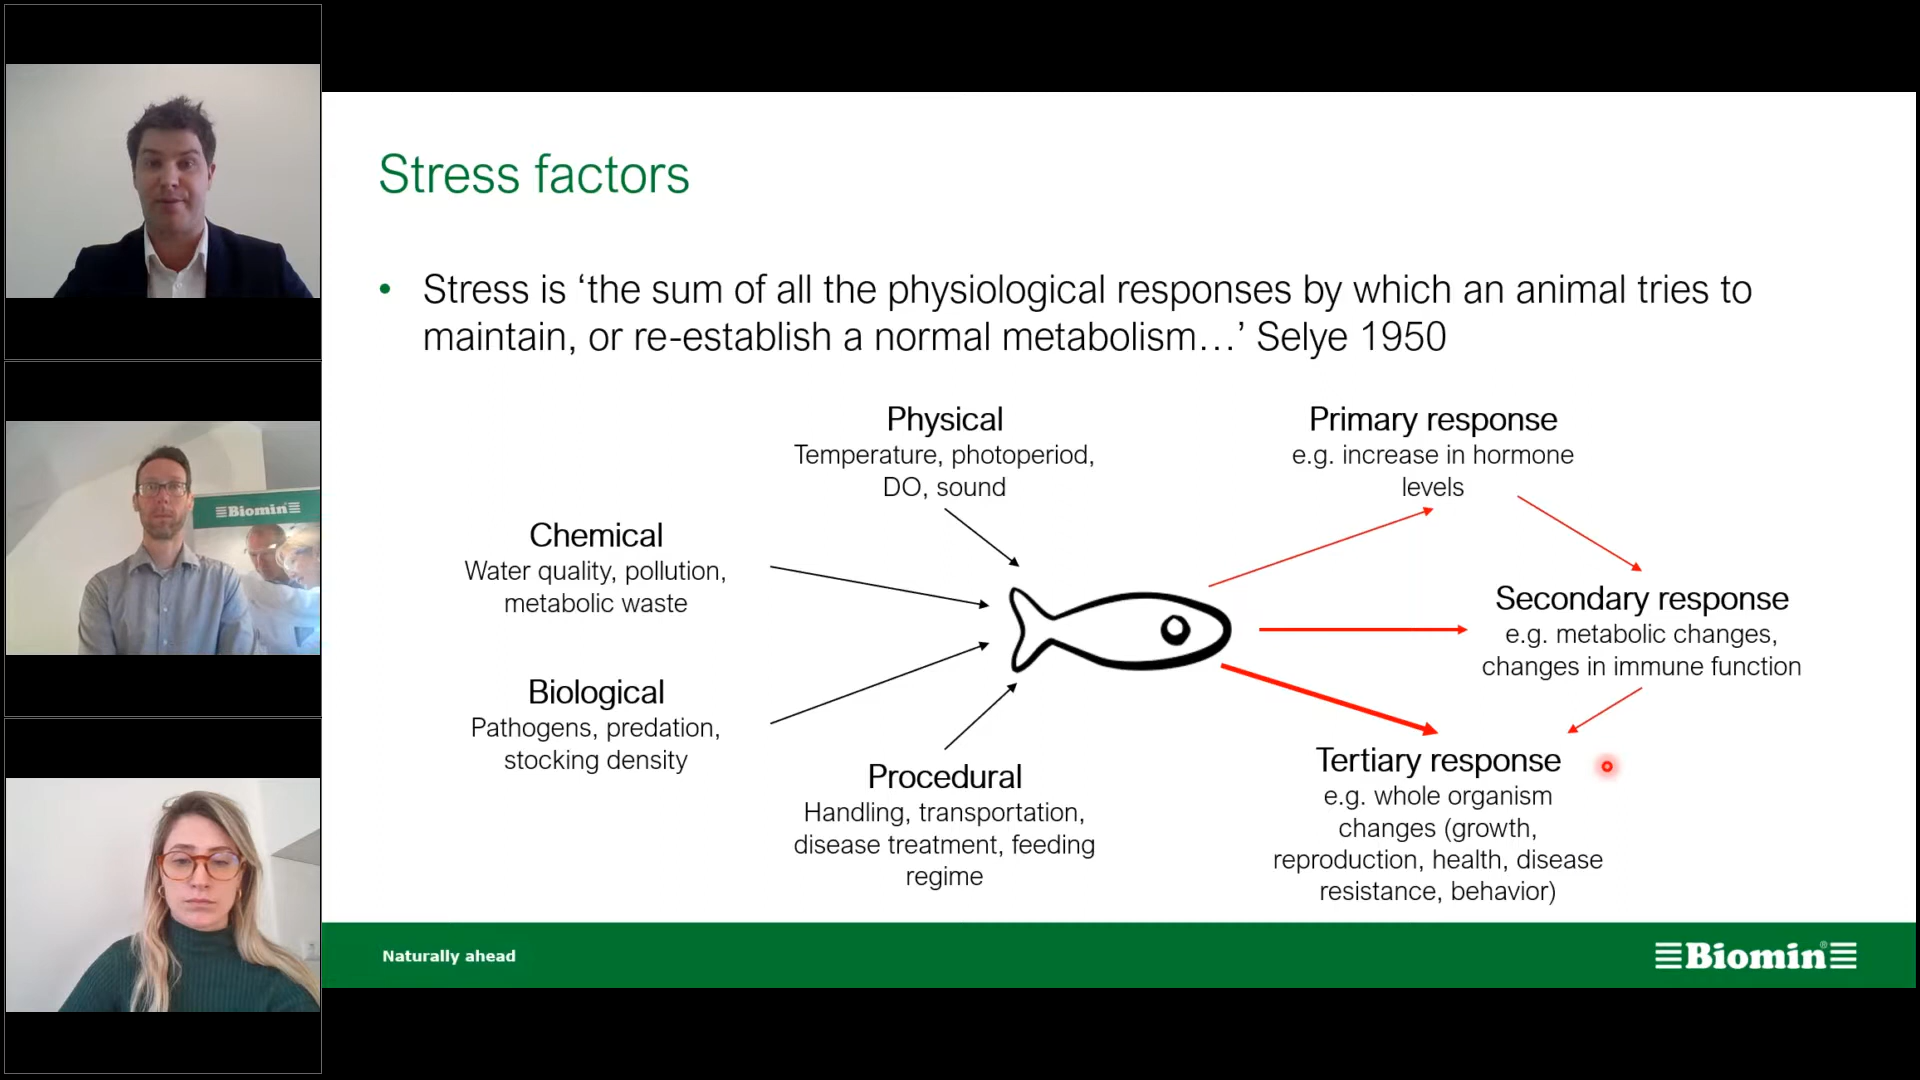 Stress factors
• Stress is ‘the sum of all the physiological responses by which an animal tries to
maintain, or re-establish a normal metabolism…’ Selye 1950
Physical
Temperature, photoperiod,
DO, sound
Chemical
Water quality, pollution,
metabolic waste
Biological
Pathogens, predation,
stocking density
Procedural
Handling, transportation,
disease treatment, feeding
regime
Primary response
e.g. increase in hormone
levels
Secondary response
e.g. metabolic changes,
changes in immune function
Tertiary response
e.g. whole organism
changes (growth,
reproduction, health, disease
resistance, behavior)
Naturally ahead
Biomin®
Biomin